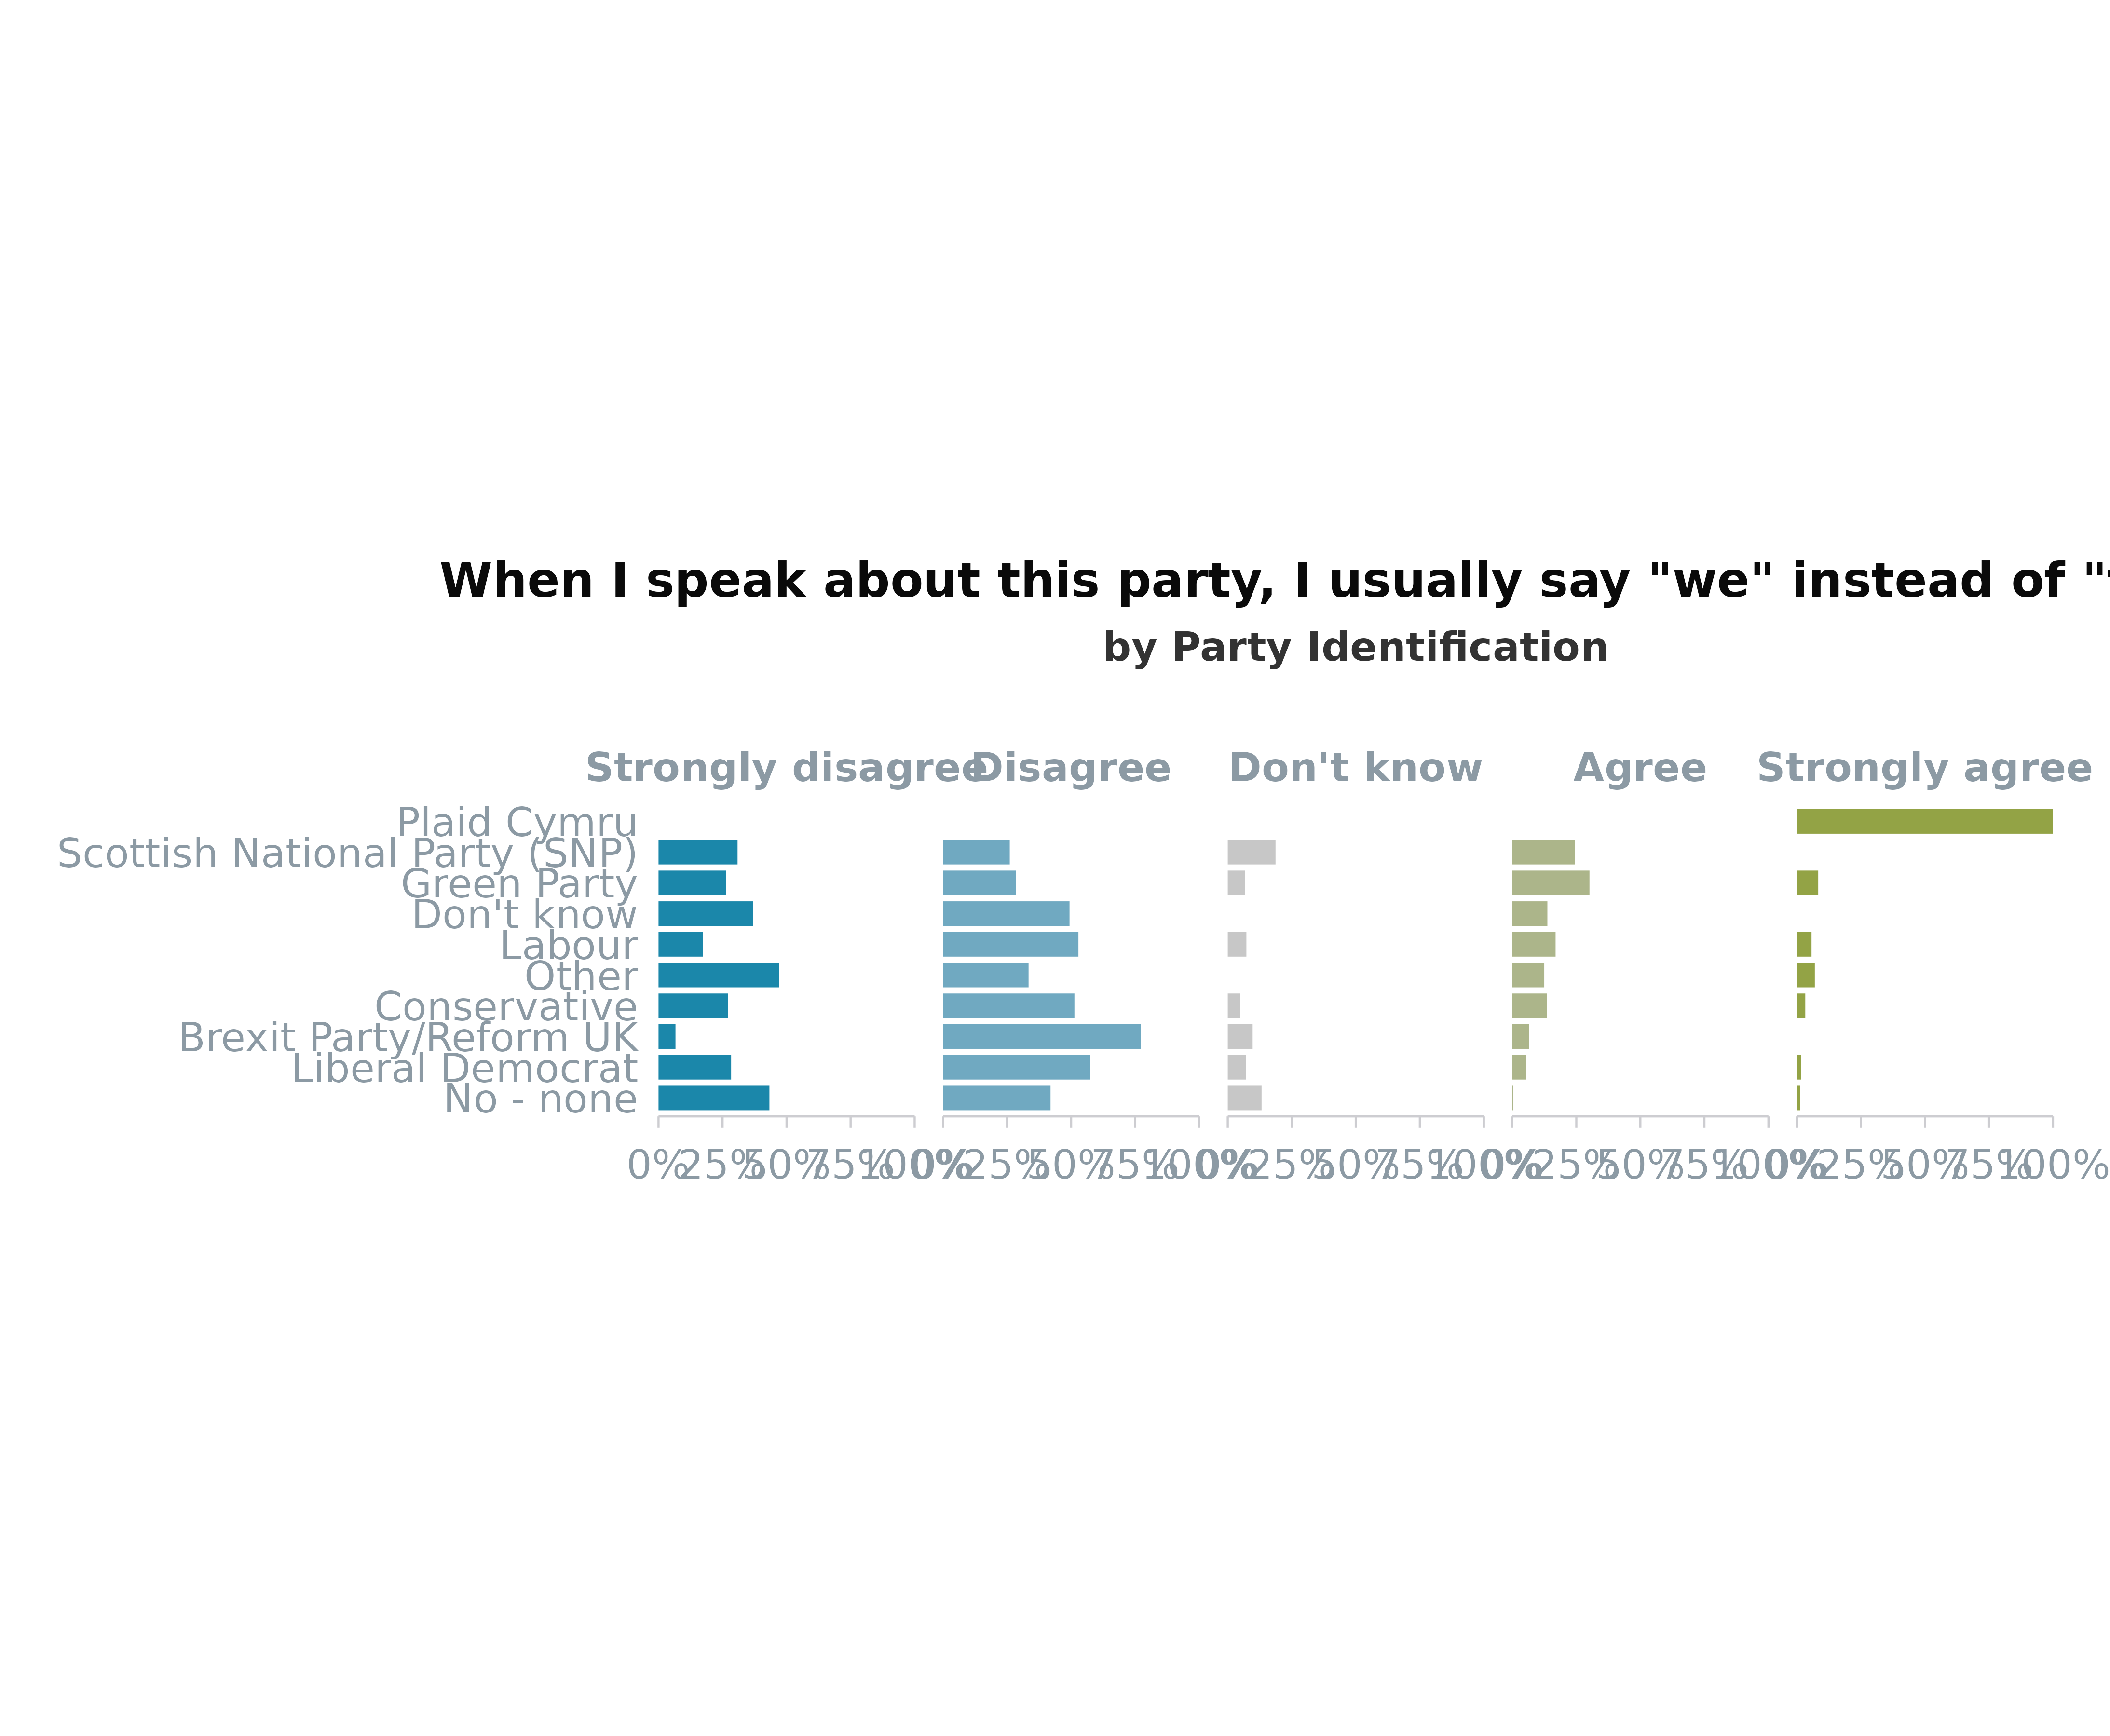 When I speak about this party, I usually say "we" instead of "
by Party Identification
Strongly disagree Disagree Don't know Agree Strongly agree
Plaid Cymru
Scottish National Party (SNP)
Green Party
Don't know
Labour
Other
Conservative
Brexit Party/Reform UK
Liberal Democrat
No - none
0% 25% 50% 75% 100% 0% 25% 50% 75% 100% 0% 25% 50% 75% 100% 0% 25% 50% 75% 100% 0% 25% 50% 75% 100%